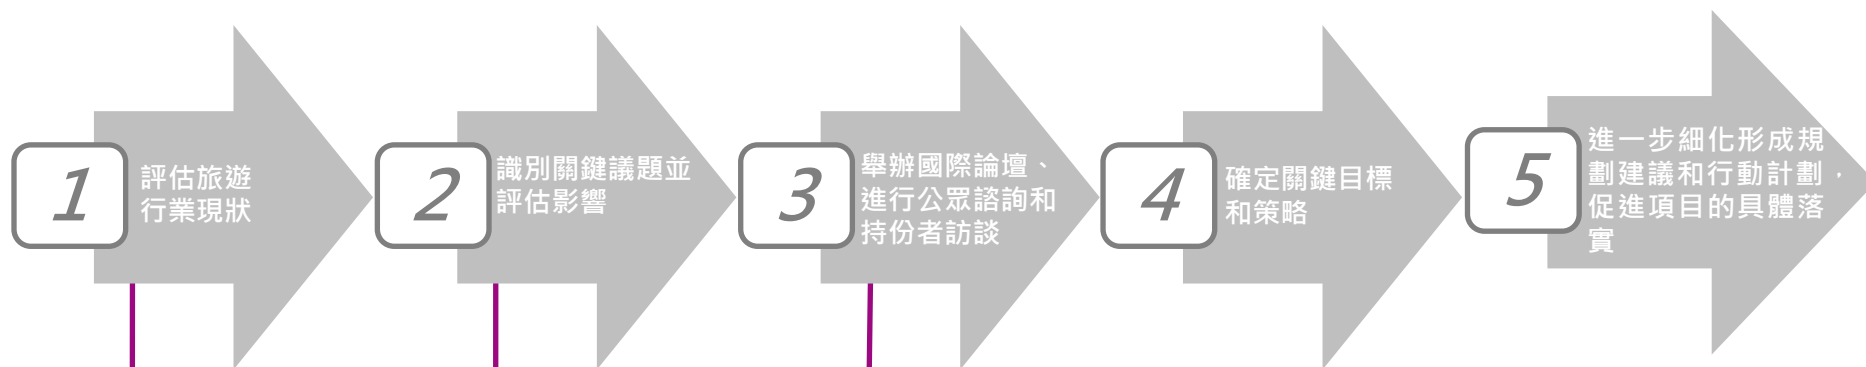 1
評估旅遊
行業現狀
2
識別關鍵議題並
評估影響
3
舉辦國際論壇、
進行公眾諮詢和
持份者訪談
4
確定關鍵目標
和策略
5
進一步細化形成規
劃建議和行動計劃，
促進項目的具體落
實